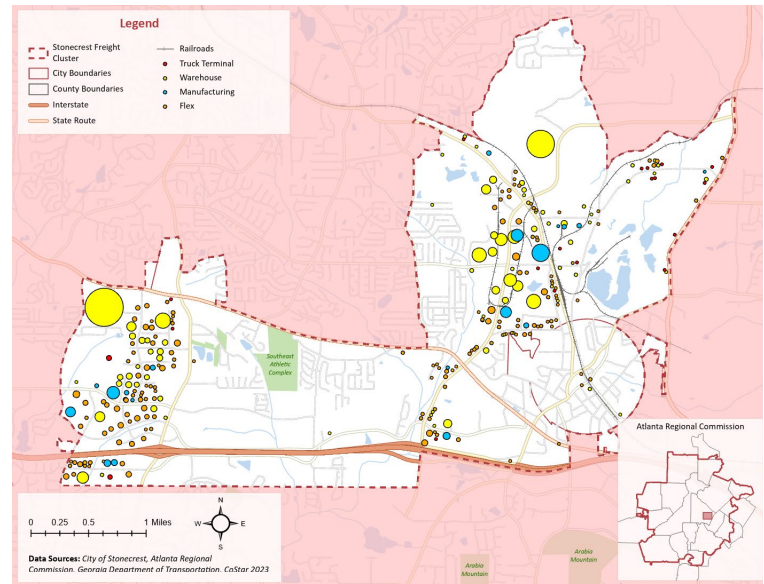 Legend
Stonecrest Freight
Cluster
City Boundaries
County Boundaries
Interstate
State Route
Railroads
Truck Terminal
Warehouse
Manufacturing
Flex
Southeast
Athletic
Complex
Atlanta Regional Commission
N
W E
S
0 0.25 0.5 1 Miles
Data Sources: City of Stonecrest, Atlanta Regional
Commission, Georgia Department of Transportation, CoStar 2023
Arabia
Mountain
Arabia
Mountain